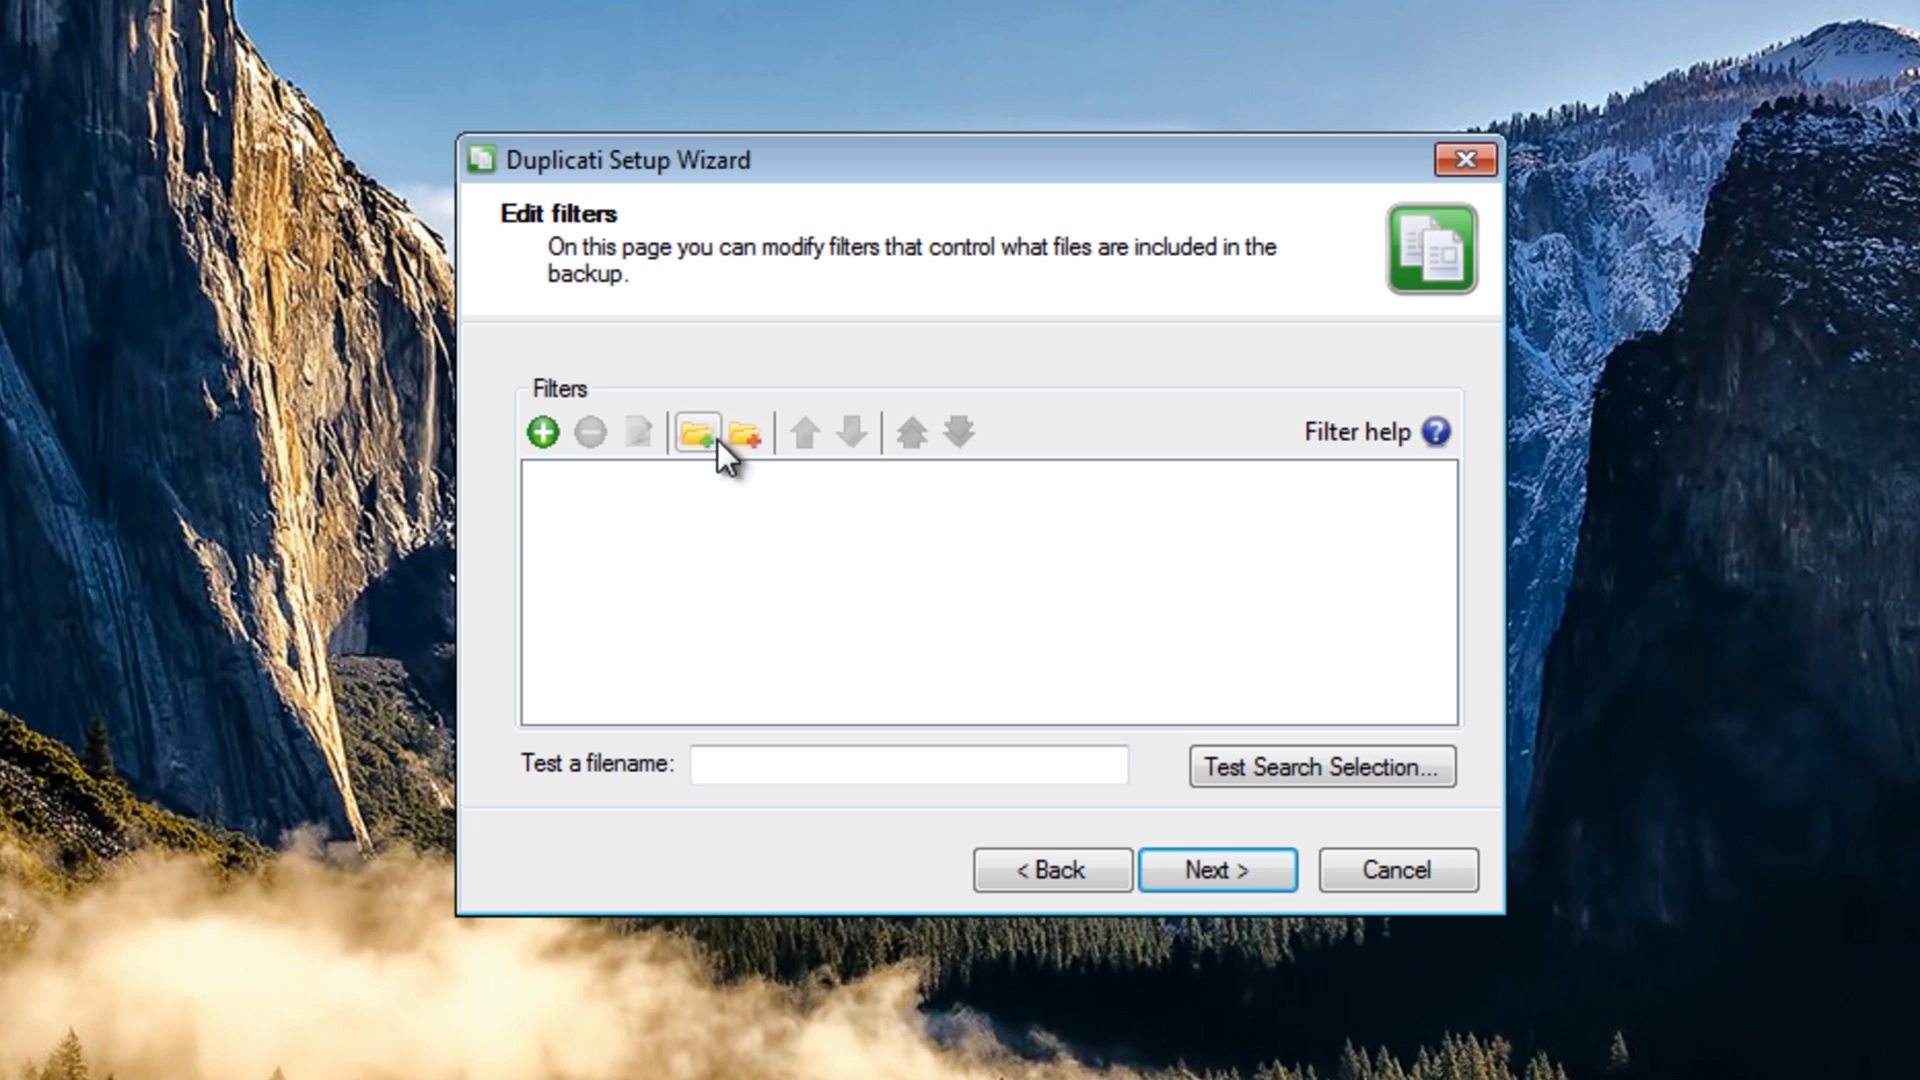 Duplicati Setup Wizard
Edit filters
On this page you can modify filters that control what files are included in the
backup.
Filters
Filter help
Test a filename:
Test Search Selection...
< Back
Next >
Cancel